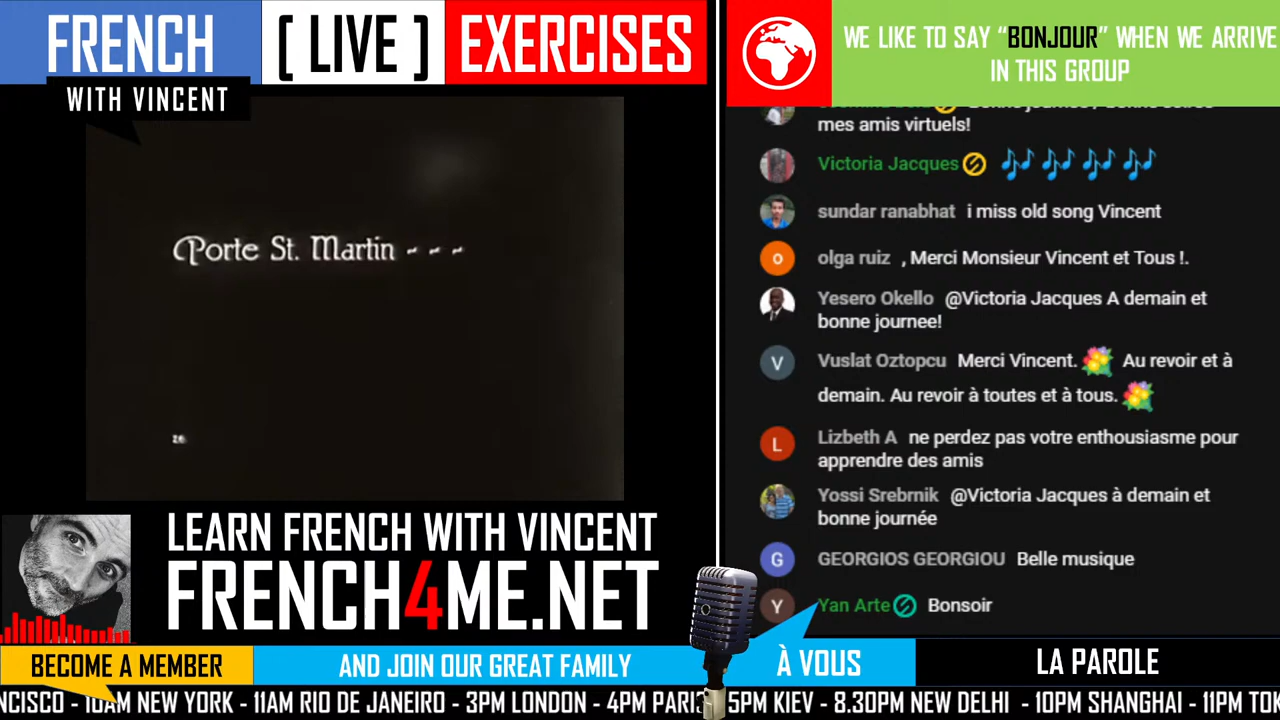 FRENCH
WITH VINCENT
[ LIVE ]
EXERCISES
WE LIKE TO SAY “BONJOUR” WHEN WE ARRIVE
IN THIS GROUP
Porte St. Martin - - -
26
mes amis virtuels!
Victoria Jacques 🎶 🎶 🎶 🎶
sundar ranabhat i miss old song Vincent
olga ruiz , Merci Monsieur Vincent et Tous !.
Yesero Okello @Victoria Jacques A demain et
bonne journee!
Vuslat Oztopcu Merci Vincent. 💐 Au revoir et à
demain. Au revoir à toutes et à tous. 💐
Lizbeth A ne perdez pas votre enthousiasme pour
apprendre des amis
Yossi Srebrnik @Victoria Jacques à demain et
bonne journée
GEORGIOS GEORGIOU Belle musique
Yan Arte Bonsoir
LEARN FRENCH WITH VINCENT
FRENCH4ME.NET
BECOME A MEMBER
AND JOIN OUR GREAT FAMILY
À VOUS
LA PAROLE
NCISCO - 10AM NEW YORK - 11AM RIO DE JANEIRO - 3PM LONDON - 4PM PARIS 5PM KIEV - 8.30PM NEW DELHI - 10PM SHANGHAI - 11PM TOK